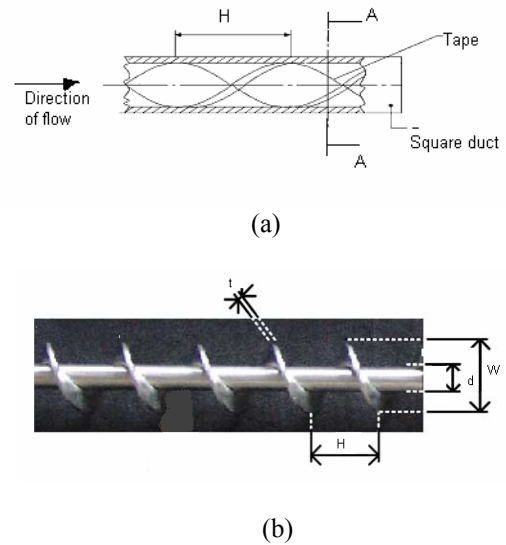 H
A
Tape
Direction
of flow
Square duct
A
(a)
t
W
d
H
(b)